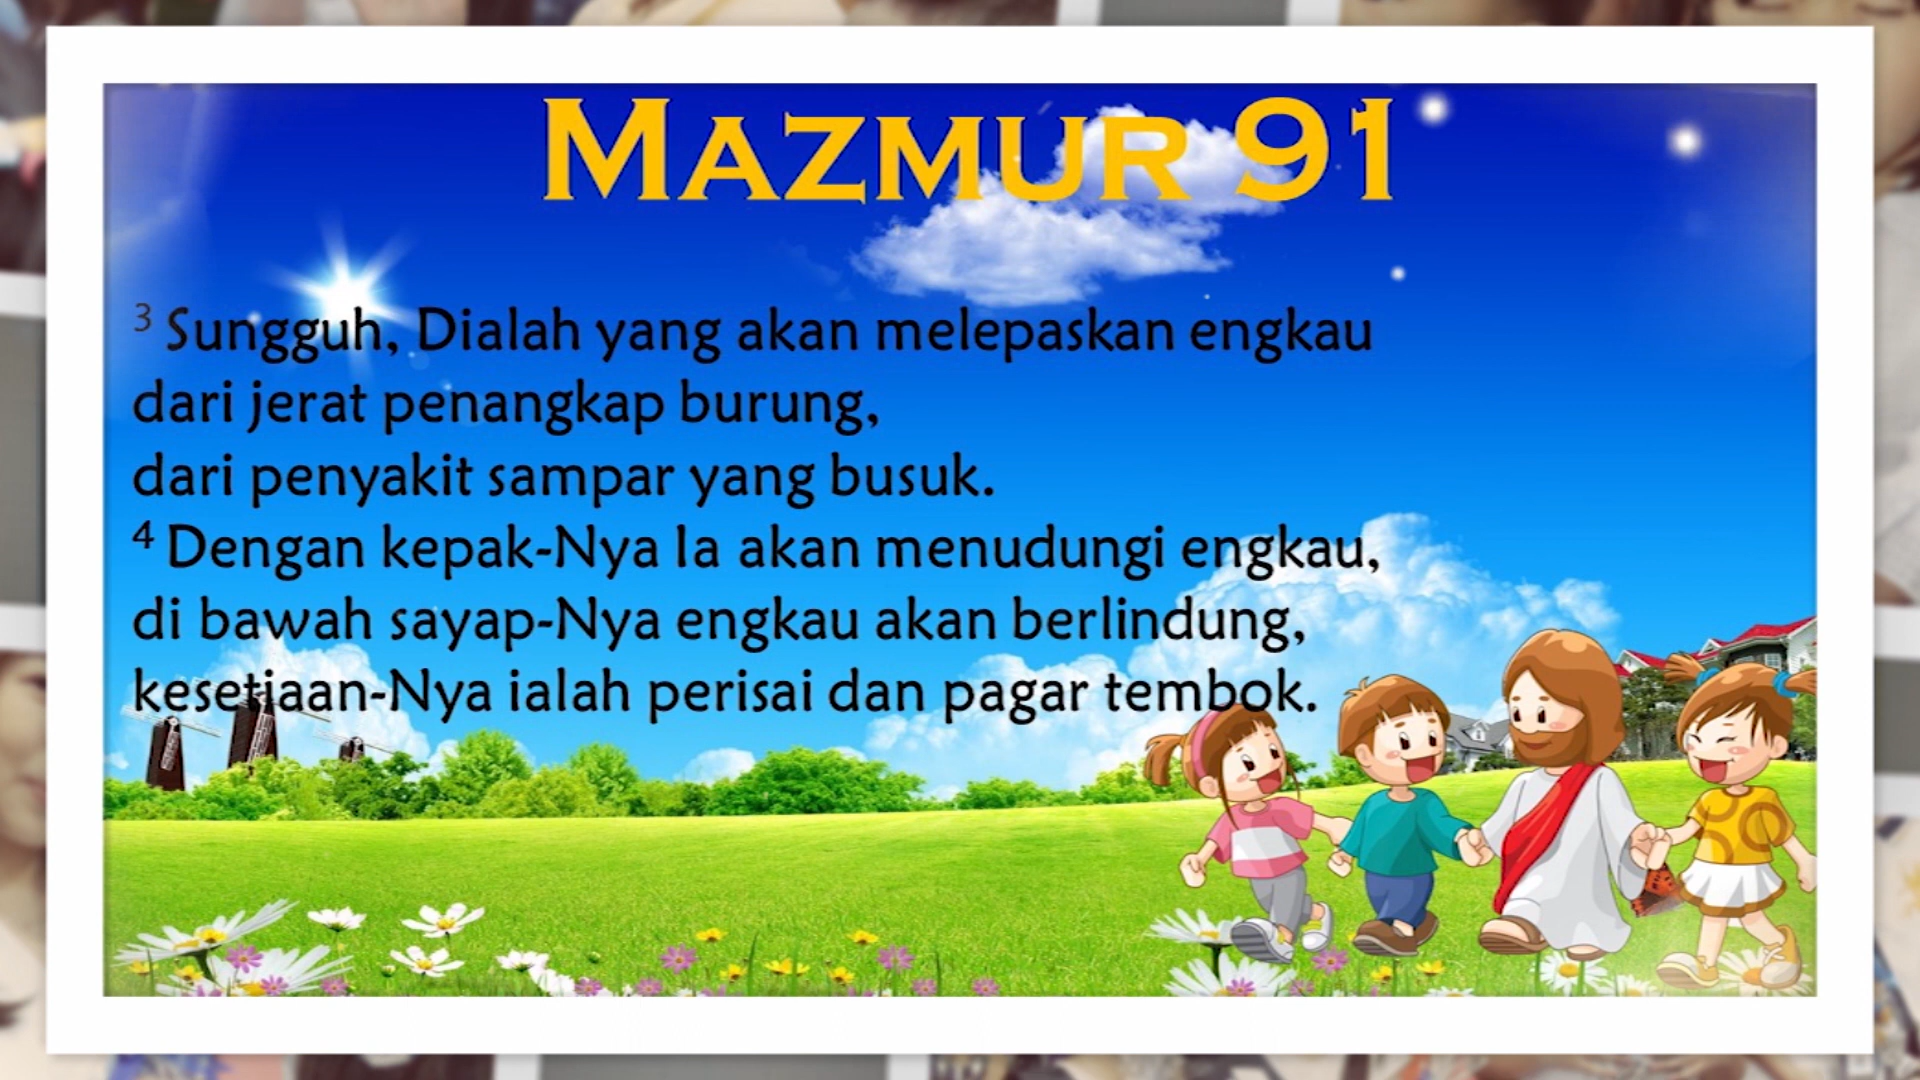 MAZMUR 91
3 Sungguh, Dialah yang akan melepaskan engkau
dari jerat penangkap burung,
dari penyakit sampar yang busuk.
4 Dengan kepak-Nya Ia akan menudungi engkau,
di bawah sayap-Nya engkau akan berlindung,
kesetiaan-Nya ialah perisai dan pagar tembok.